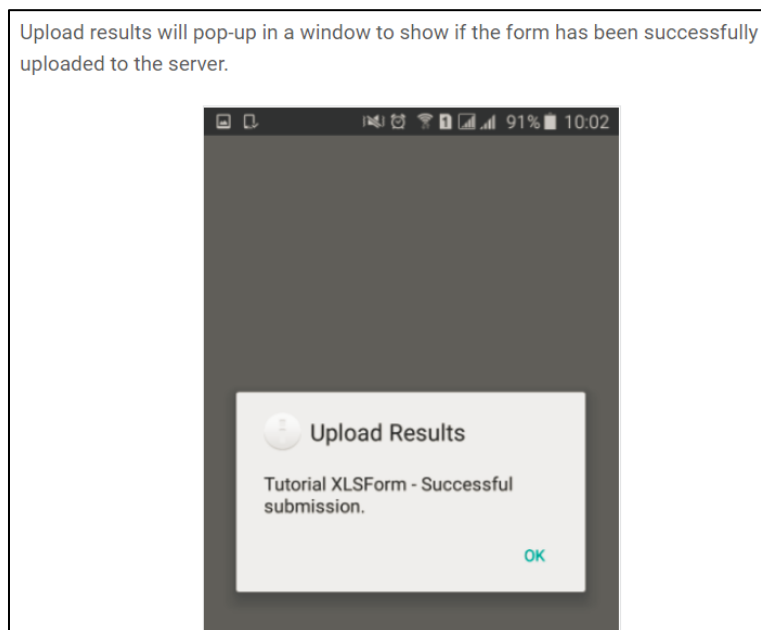 Upload results will pop-up in a window to show if the form has been successfully
uploaded to the server.
1 91% 10:02
Upload Results
Tutorial XLSForm - Successful
submission.
OK